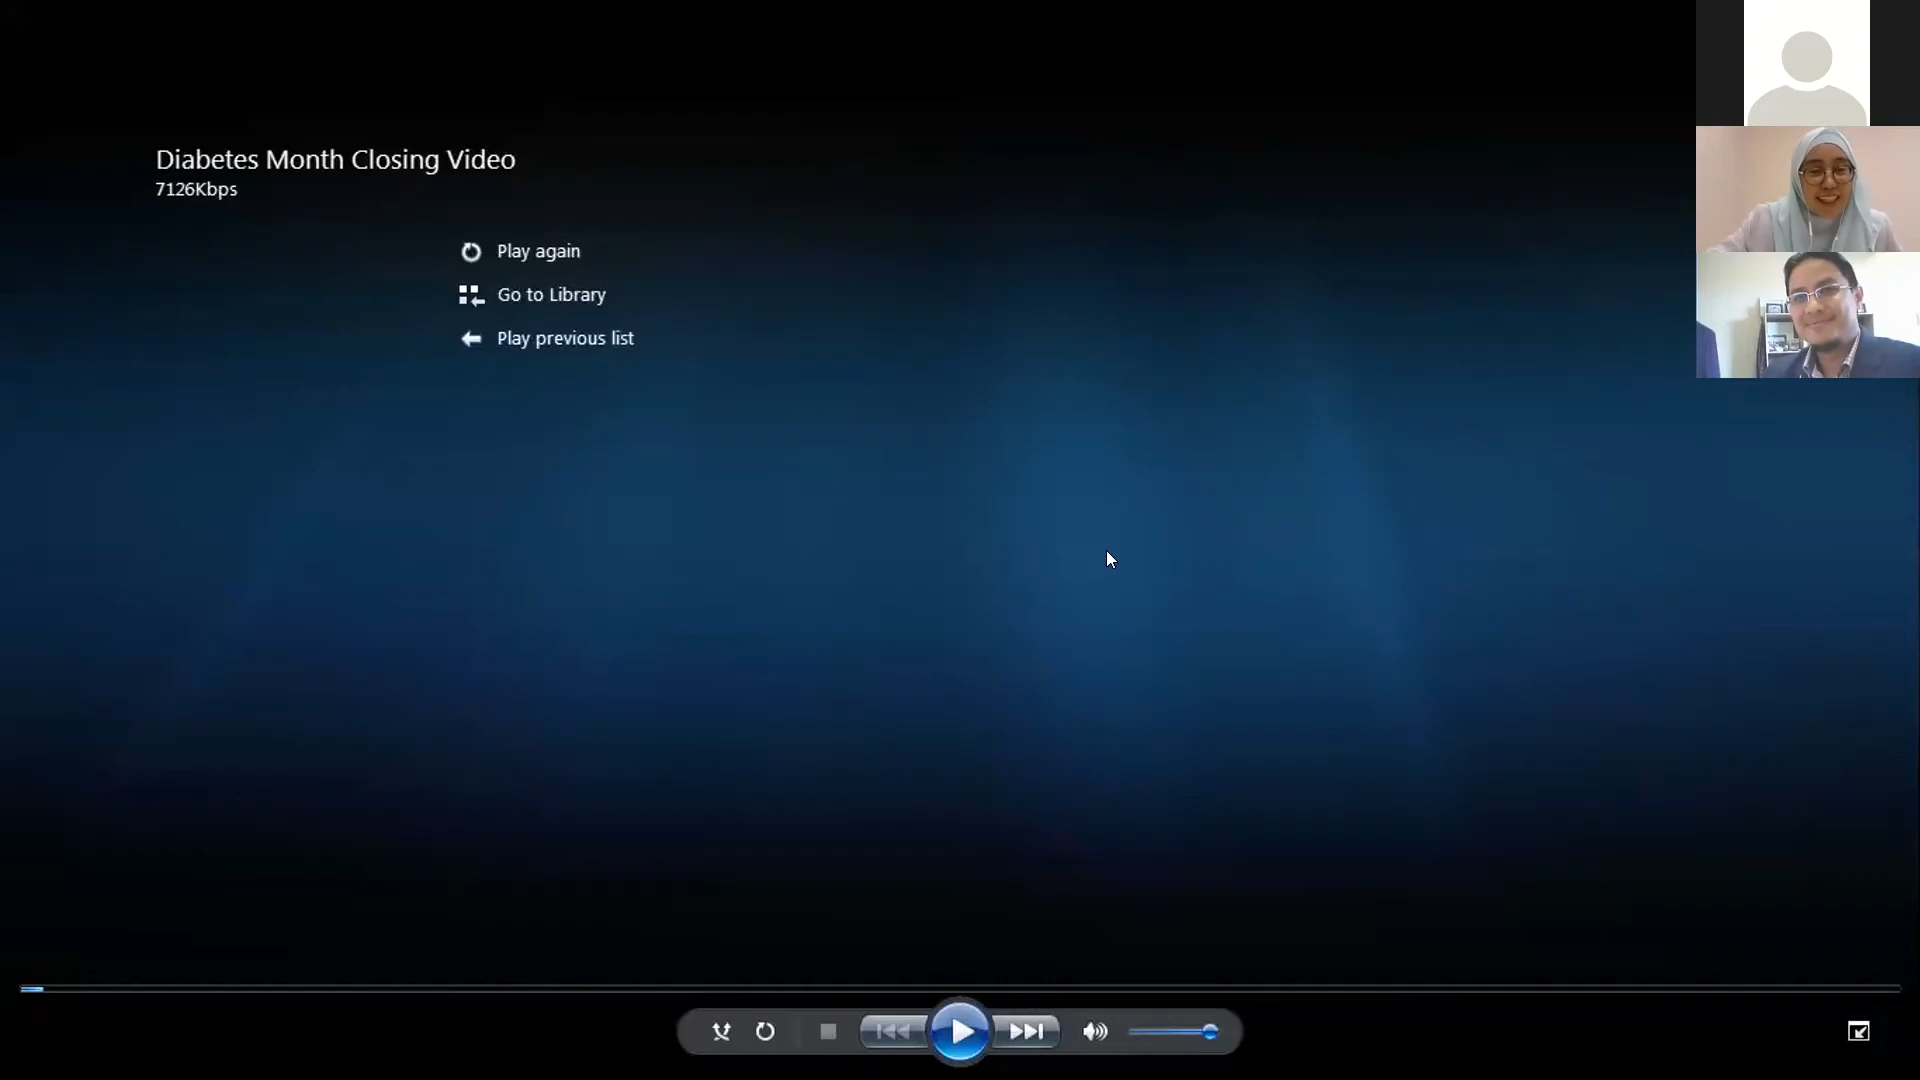 Diabetes Month Closing Video
7126Kbps
Play again
Go to Library
Play previous list